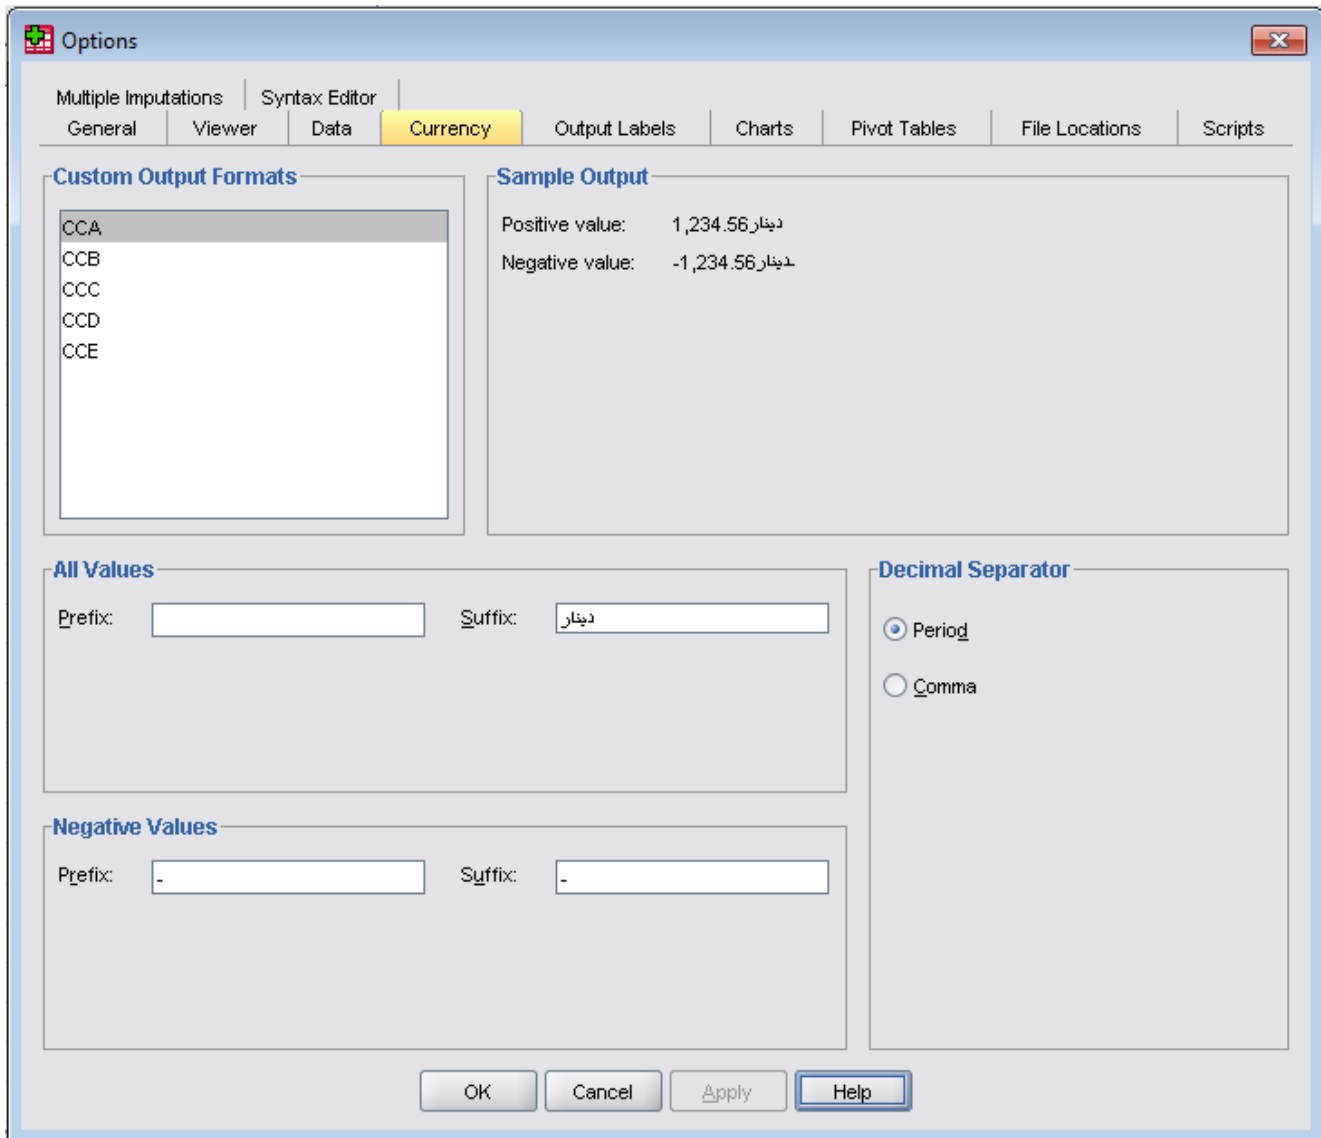 Options
Multiple Imputations Syntax Editor
General Viewer Data Currency Output Labels Charts Pivot Tables File Locations Scripts
Custom Output Formats
CCA
CCB
CCC
CCD
CCE
Sample Output
Positive value: 1,234.56دينار
Negative value: -1,234.56دينار-
All Values
Prefix: Suffix: دينار
Decimal Separator
Period
Comma
Negative Values
Prefix: - Suffix: -
OK Cancel Apply Help